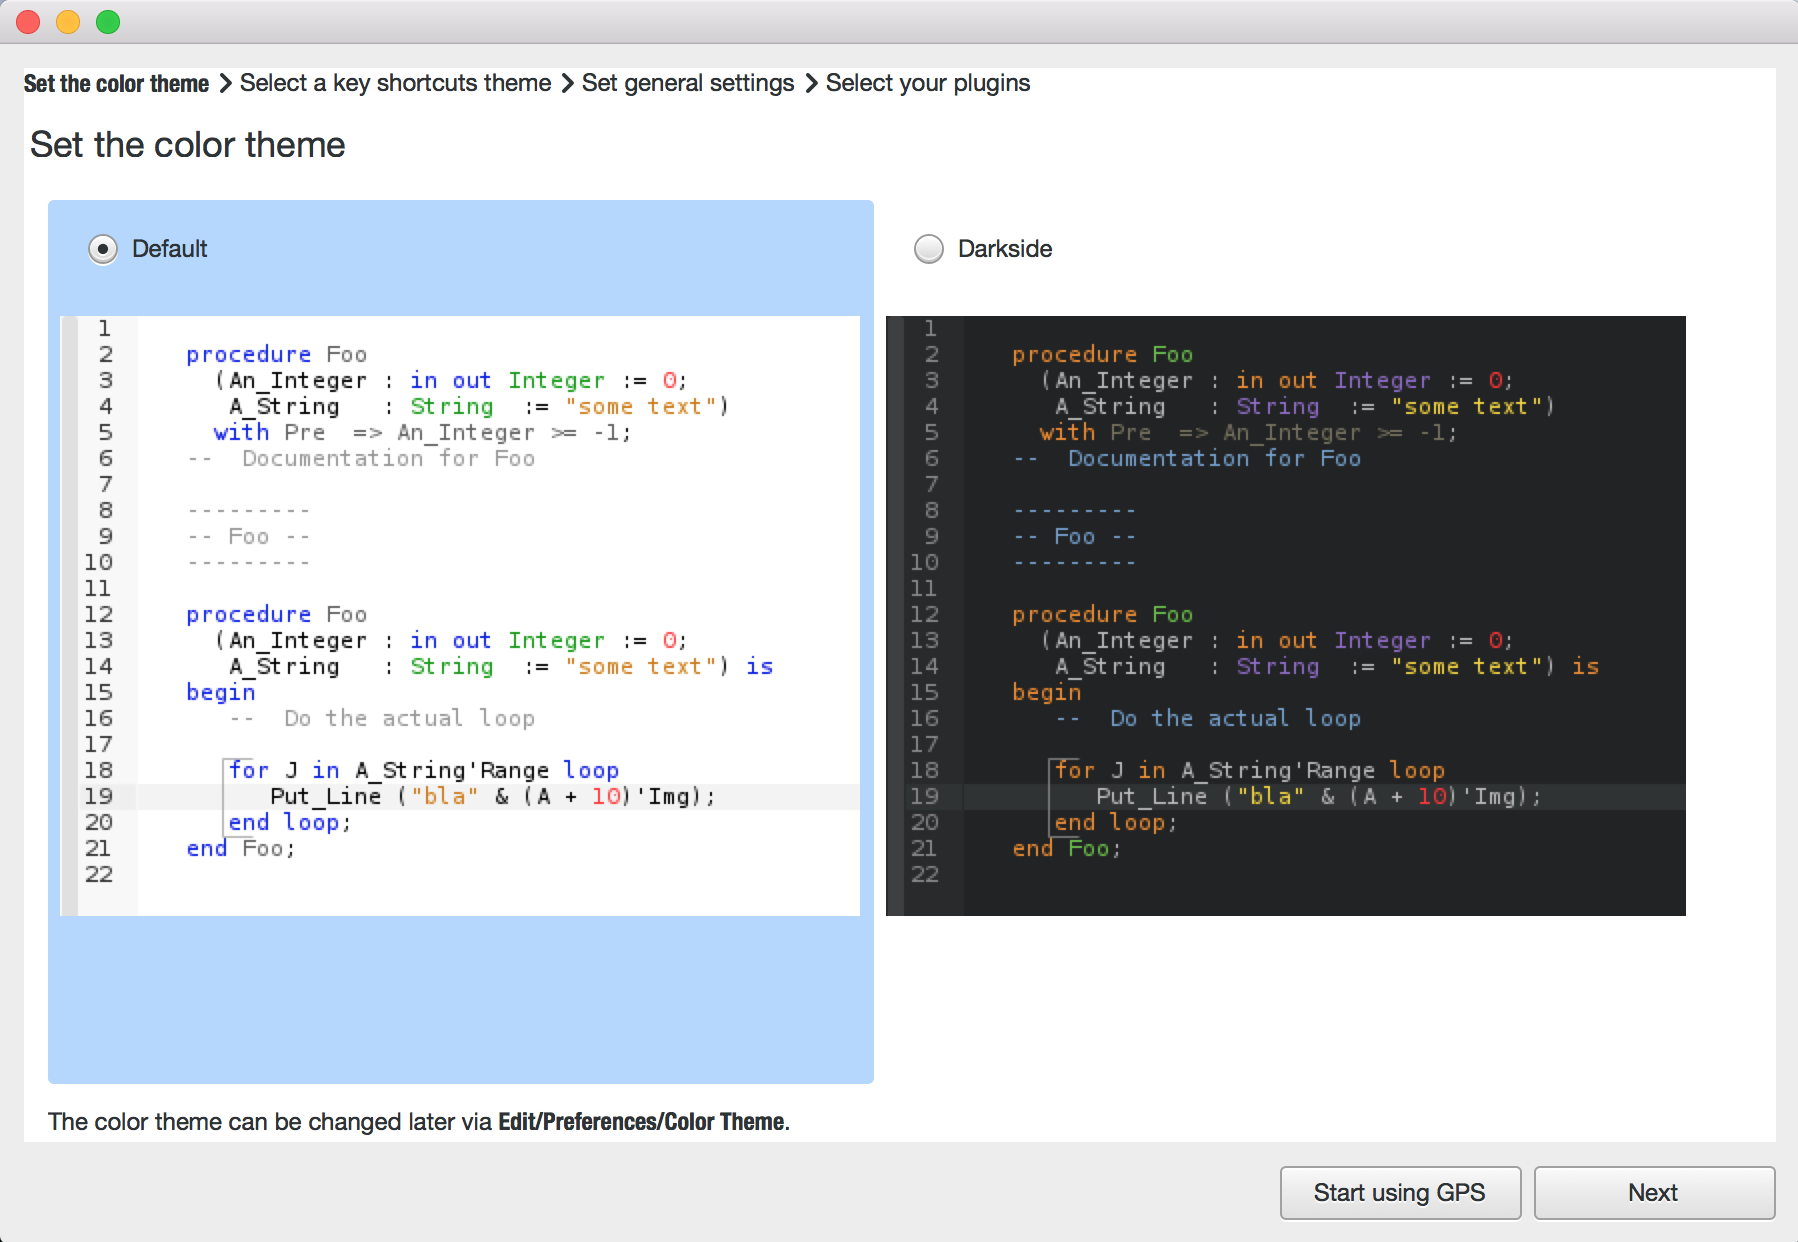 Set the color theme > Select a key shortcuts theme > Set general settings > Select your plugins
Set the color theme
Default
1
2 procedure Foo
3 (An_Integer : in out Integer := 0;
4 A_String : String := "some text")
5 with Pre => An_Integer >= -1;
6 -- Documentation for Foo
7
8 ---------
9 -- Foo --
10 ---------
11
12 procedure Foo
13 (An_Integer : in out Integer := 0;
14 A_String : String := "some text") is
15 begin
16 -- Do the actual loop
17
18 for J in A_String'Range loop
19 Put_Line ("bla" & (A + 10)'Img);
20 end loop;
21 end Foo;
22
Darkside
1
2 procedure Foo
3 (An_Integer : in out Integer := 0;
4 A_String : String := "some text")
5 with Pre => An_Integer >= -1;
6 -- Documentation for Foo
7
8 ---------
9 -- Foo --
10 ---------
11
12 procedure Foo
13 (An_Integer : in out Integer := 0;
14 A_String : String := "some text") is
15 begin
16 -- Do the actual loop
17
18 for J in A_String'Range loop
19 Put_Line ("bla" & (A + 10)'Img);
20 end loop;
21 end Foo;
22
The color theme can be changed later via Edit/Preferences/Color Theme.
Start using GPS
Next